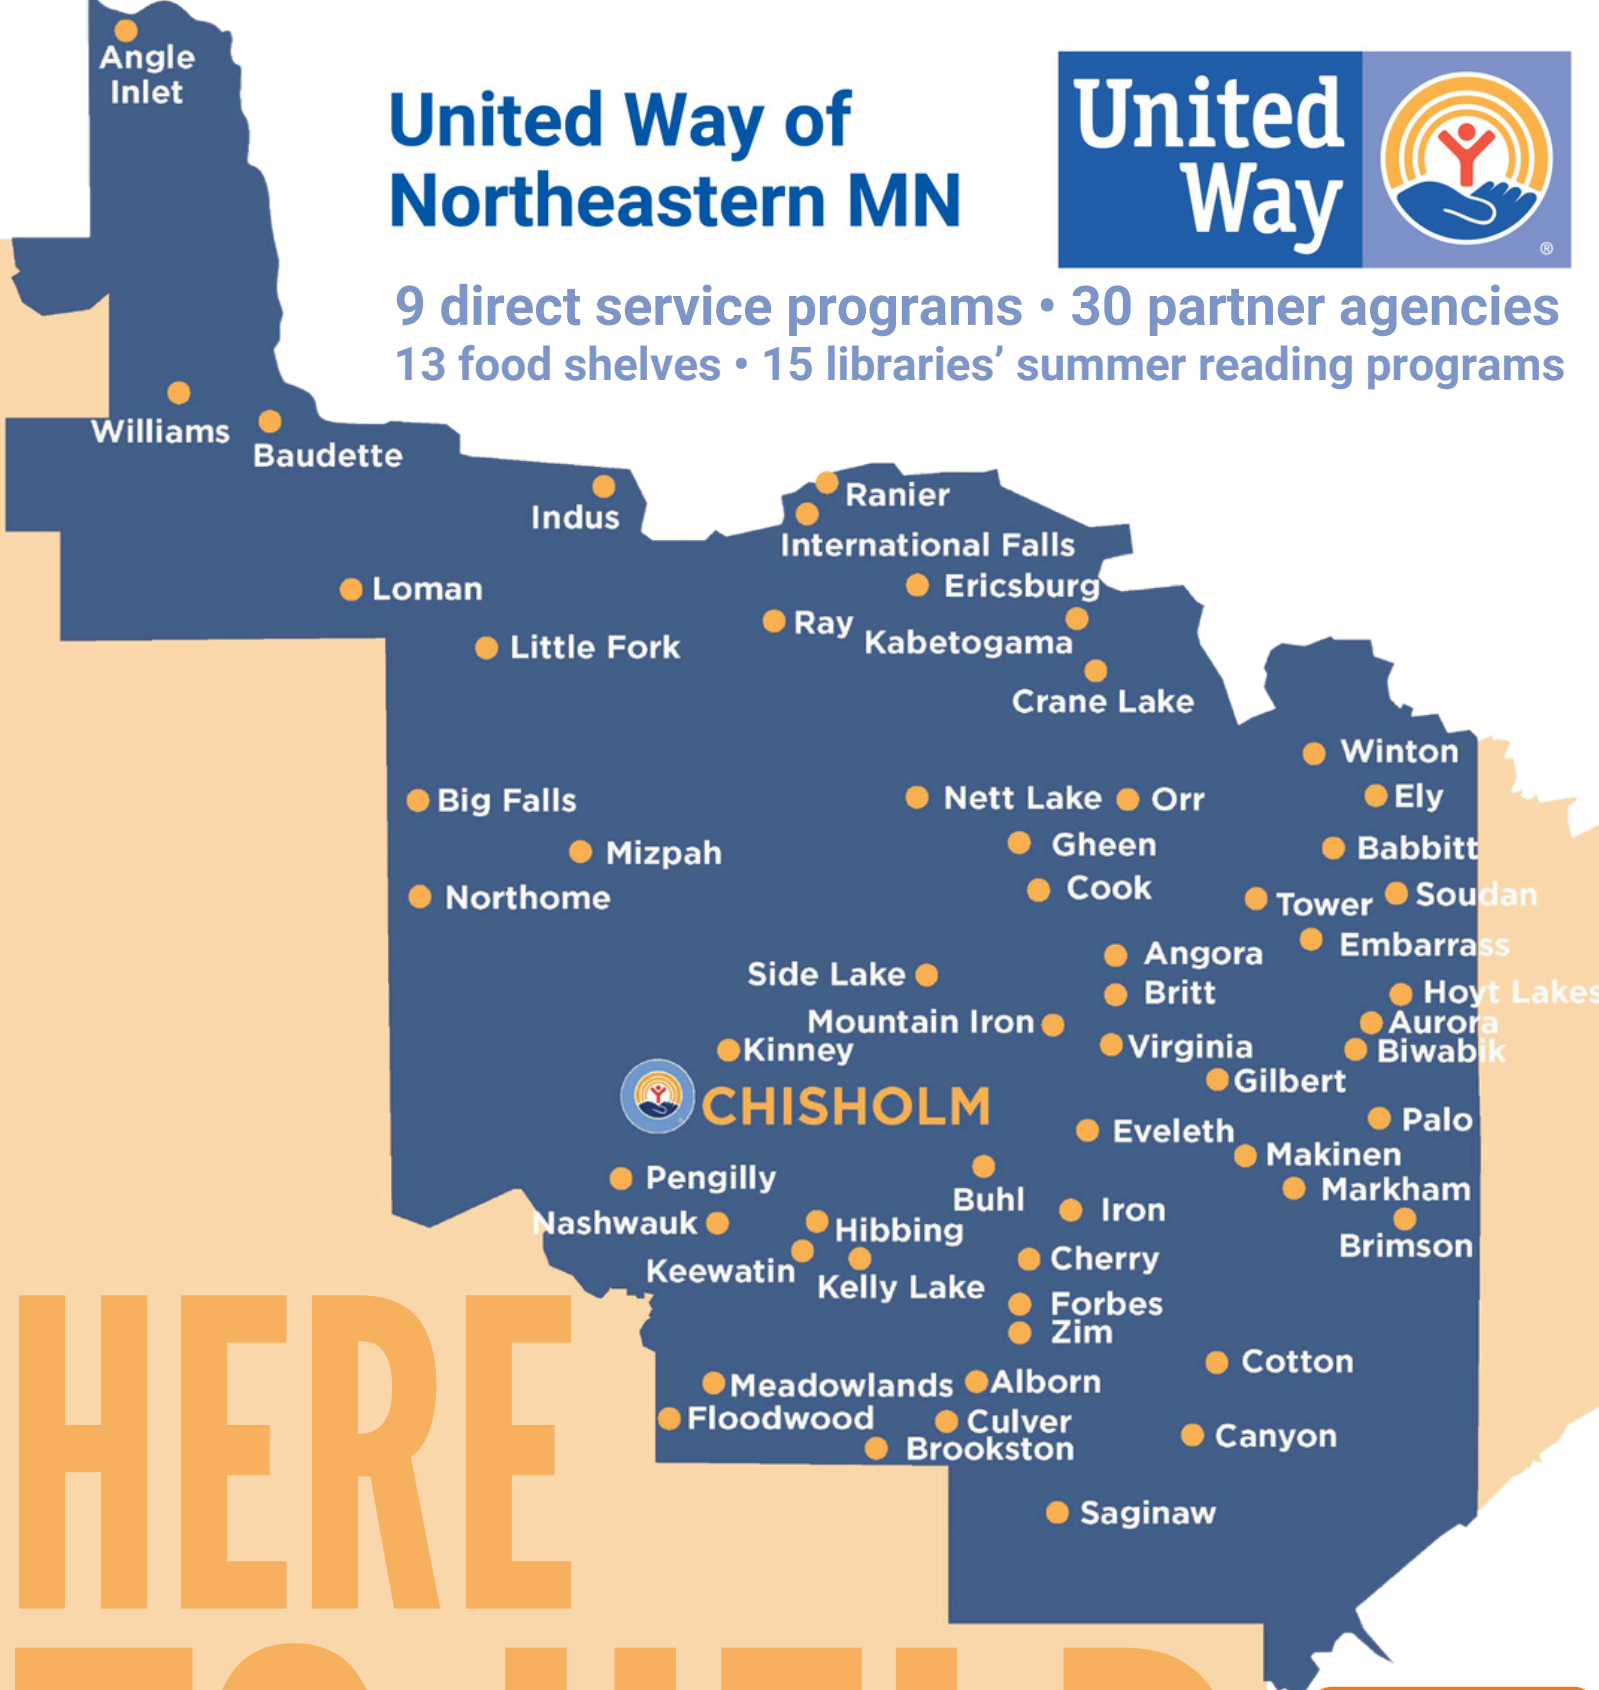 Angle
Inlet
United Way of
Northeastern MN
United
Way
®
9 direct service programs • 30 partner agencies
13 food shelves • 15 libraries’ summer reading programs
Williams
Baudette
Indus
Ranier
International Falls
Loman
Ericsburg
Ray
Kabetogama
Little Fork
Crane Lake
Winton
Big Falls
Nett Lake
Orr
Ely
Mizpah
Gheen
Babbitt
Northome
Cook
Tower
Soudan
Embarrass
Angora
Side Lake
Britt
Hoyt Lakes
Mountain Iron
Aurora
Kinney
Virginia
Biwabik
Gilbert
CHISHOLM
Palo
Eveleth
Makinen
Pengilly
Markham
Buhl
Iron
Nashwauk
Hibbing
Brimson
Keewatin
Kelly Lake
Cherry
Forbes
Zim
Cotton
Meadowlands
Alborn
Floodwood
Culver
Canyon
Brookston
Saginaw
HERE